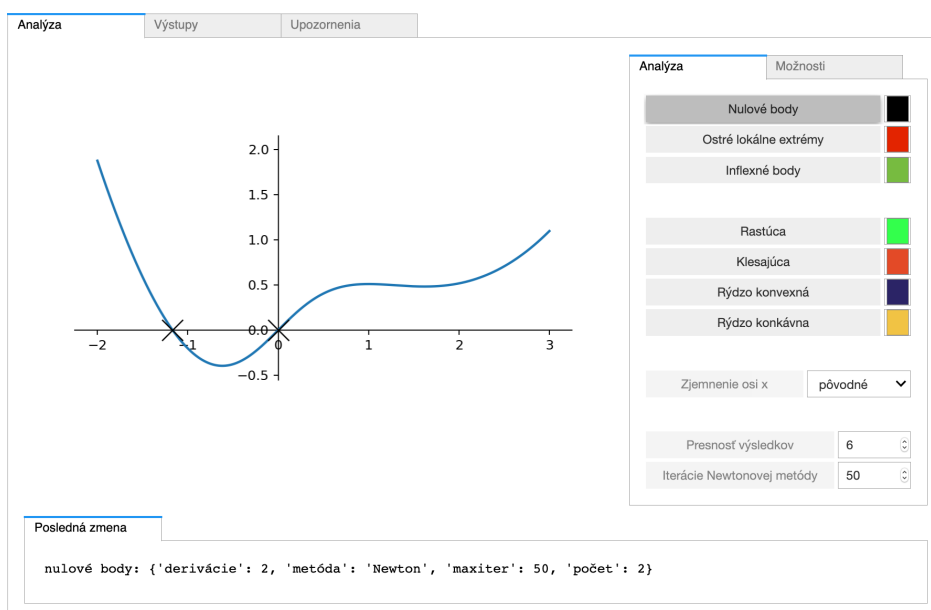 Analýza
Výstupy
Upozornenia
Analýza
Možnosti
Nulové body
Ostré lokálne extrémy
Inflexné body
Rastúca
Klesajúca
Rýdzo konvexná
Rýdzo konkávna
Zjemnenie osi x
pôvodné
Presnosť výsledkov
6
Iterácie Newtonovej metódy
50
2.0
1.5
1.0
0.5
0.0
−0.5
−2
−1
0
1
2
3
Posledná zmena
nulové body: {'derivácie': 2, 'metóda': 'Newton', 'maxiter': 50, 'počet': 2}